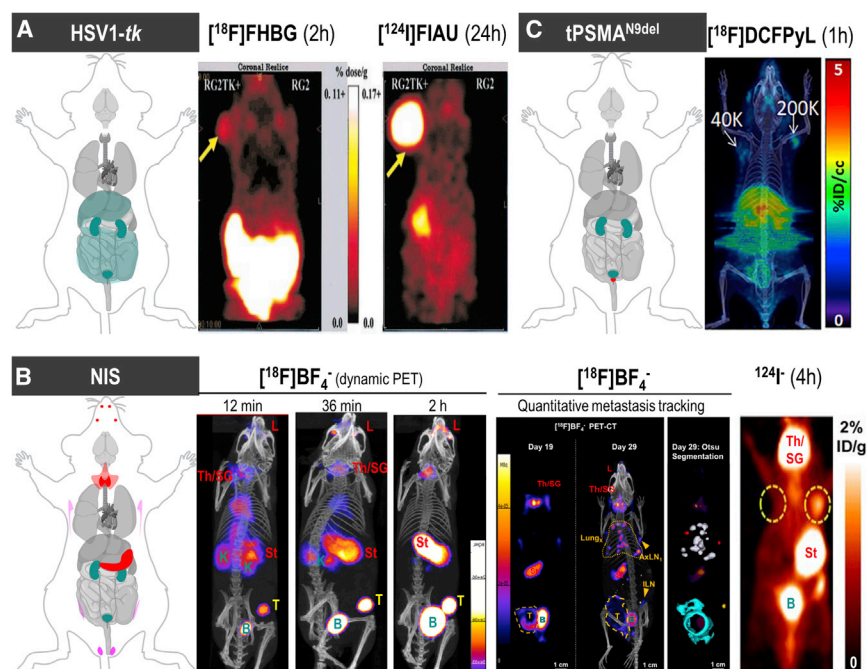 A
HSV1-tk
[¹⁸F]FHBG (2h)
[¹²⁴I]FIAU (24h)
Coronal Reslice
RG2TK+
RG2
% dose/g
0.11+
0.17+
0.0
0.0
Coronal Reslice
RG2TK+
RG2
C
tPSMAᴺ⁹ᵈᵉˡ
[¹⁸F]DCFPyL (1h)
40K
200K
5
%ID/cc
0
B
NIS
[¹⁸F]BF₄⁻ (dynamic PET)
12 min
36 min
2 h
L
L
Th/SG
Th/SG
K
K
St
K
St
St
T
T
T
B
B
B
[¹⁸F]BF₄⁻
Quantitative metastasis tracking
[¹⁸F]BF₄⁻ PET-CT
Day 19
Day 29
Day 29: Otsu
Segmentation
L
Th/SG
Th/SG
Lung
AxLN
St
ILN
T
B
T
B
1 cm
1 cm
1 cm
¹²⁴I⁻ (4h)
Th/
SG
St
B
2%
ID/g
0